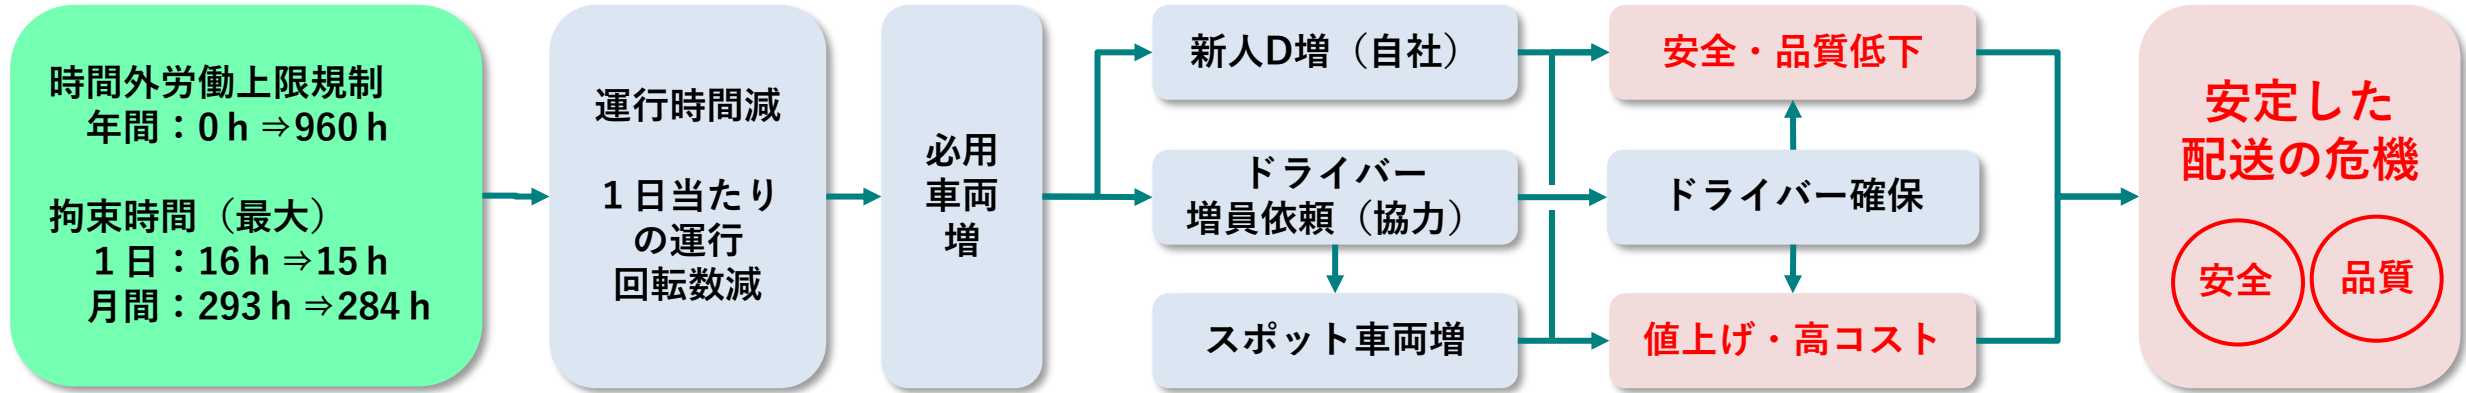 時間外労働上限規制
年間：0ｈ⇒960ｈ
拘束時間（最大）
１日：16ｈ⇒15ｈ
月間：293ｈ⇒284ｈ
運行時間減
１日当たり
の運行
回転数減
必用
車両
増
新人D増（自社）
ドライバー
増員依頼（協力）
スポット車両増
安全・品質低下
ドライバー確保
値上げ・高コスト
安定した
配送の危機
安全
品質